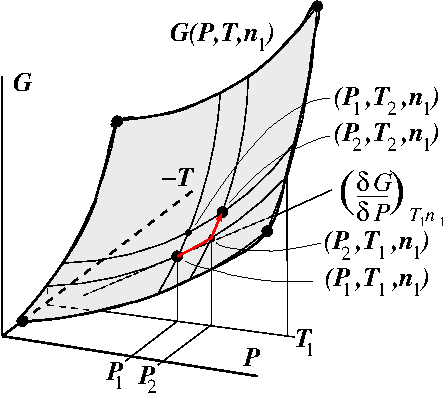 G(P,T,n₁)
G
(P₁,T₂,n₁)
(P₂,T₂,n₁)
−T
(δG/δP) T₁n₁
(P₂,T₁,n₁)
(P₁,T₁,n₁)
T₁
P
P₁
P₂